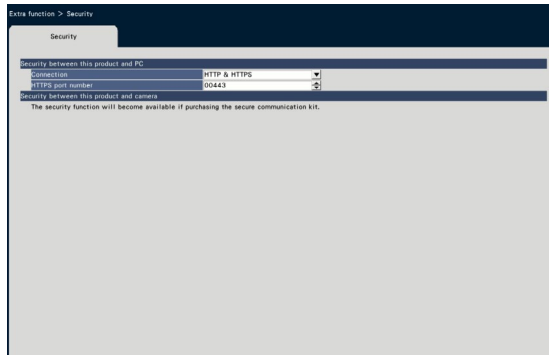 Extra function > Security
Security
Security between this product and PC
Connection HTTP & HTTPS
HTTPS port number 00443
Security between this product and camera
The security function will become available if purchasing the secure communication kit.